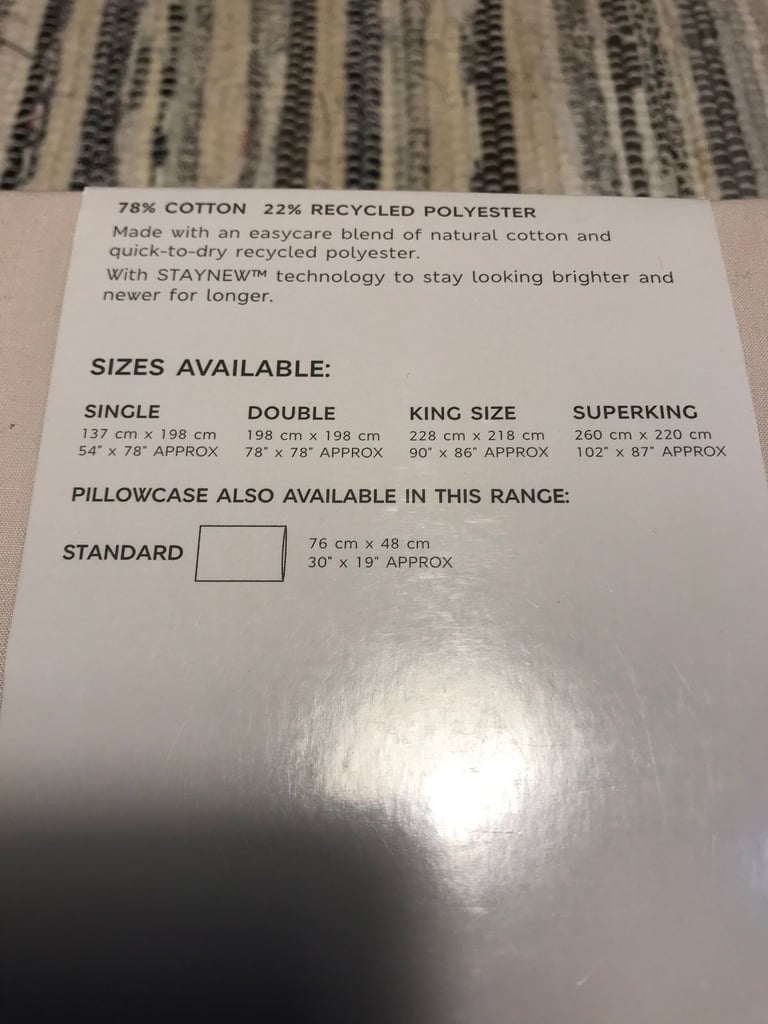 78% COTTON 22% RECYCLED POLYESTER
Made with an easycare blend of natural cotton and
quick-to-dry recycled polyester.
With STAYNEW™ technology to stay looking brighter and
newer for longer.
SIZES AVAILABLE:
SINGLE DOUBLE KING SIZE SUPERKING
137 cm x 198 cm 198 cm x 198 cm 228 cm x 218 cm 260 cm x 220 cm
54" x 78" APPROX 78" x 78" APPROX 90" x 86" APPROX 102" x 87" APPROX
PILLOWCASE ALSO AVAILABLE IN THIS RANGE:
STANDARD
76 cm x 48 cm
30" x 19" APPROX